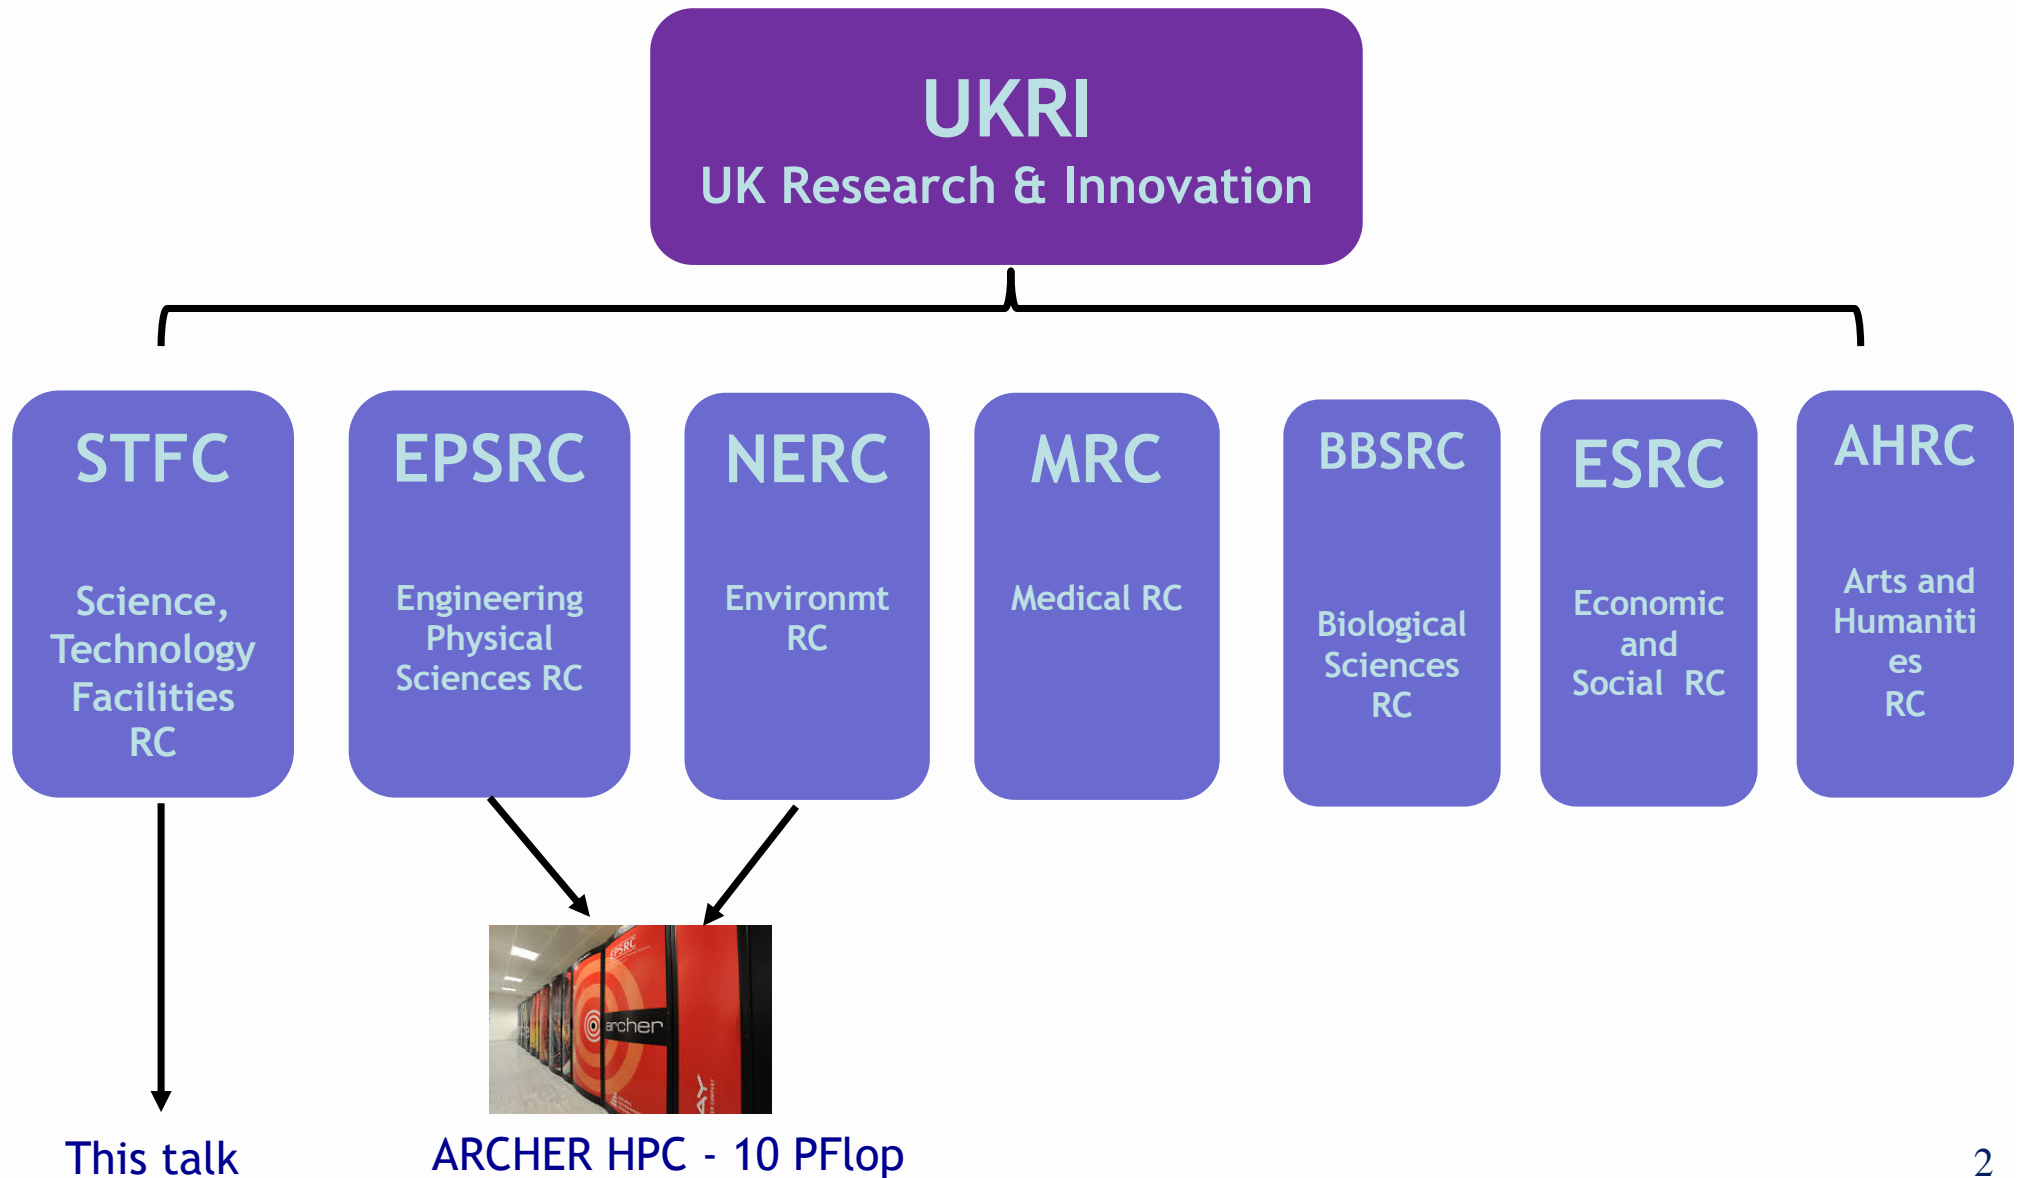 UKRI
UK Research & Innovation
STFC
Science,
Technology
Facilities
RC
EPSRC
Engineering
Physical
Sciences RC
NERC
Environmt
RC
MRC
Medical RC
BBSRC
Biological
Sciences
RC
ESRC
Economic
and
Social RC
AHRC
Arts and
Humaniti
es
RC
EPSRC
archer
This talk
ARCHER HPC - 10 PFlop
2